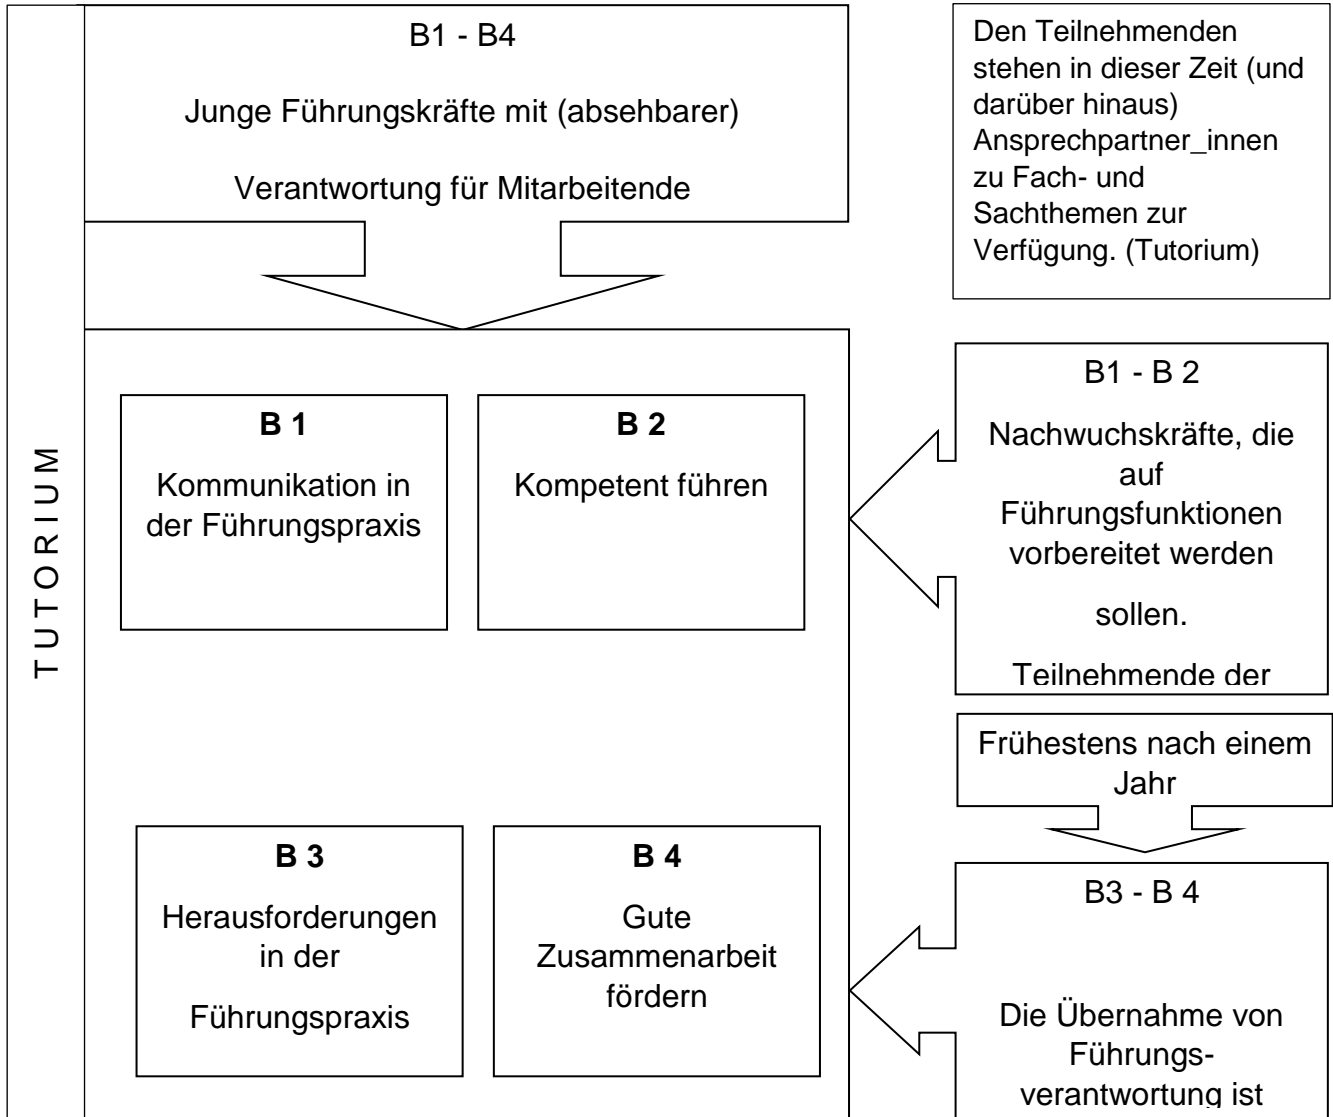 TUTORIUM
B1 - B4
Junge Führungskräfte mit (absehbarer)
Verantwortung für Mitarbeitende
Den Teilnehmenden
stehen in dieser Zeit (und
darüber hinaus)
Ansprechpartner_innen
zu Fach- und
Sachthemen zur
Verfügung. (Tutorium)
B 1
Kommunikation in
der Führungspraxis
B 2
Kompetent führen
B1 - B 2
Nachwuchskräfte, die
auf
Führungsfunktionen
vorbereitet werden
sollen.
Teilnehmende der
Frühestens nach einem
Jahr
B 3
Herausforderungen
in der
Führungspraxis
B 4
Gute
Zusammenarbeit
fördern
B3 - B 4
Die Übernahme von
Führungs-
verantwortung ist